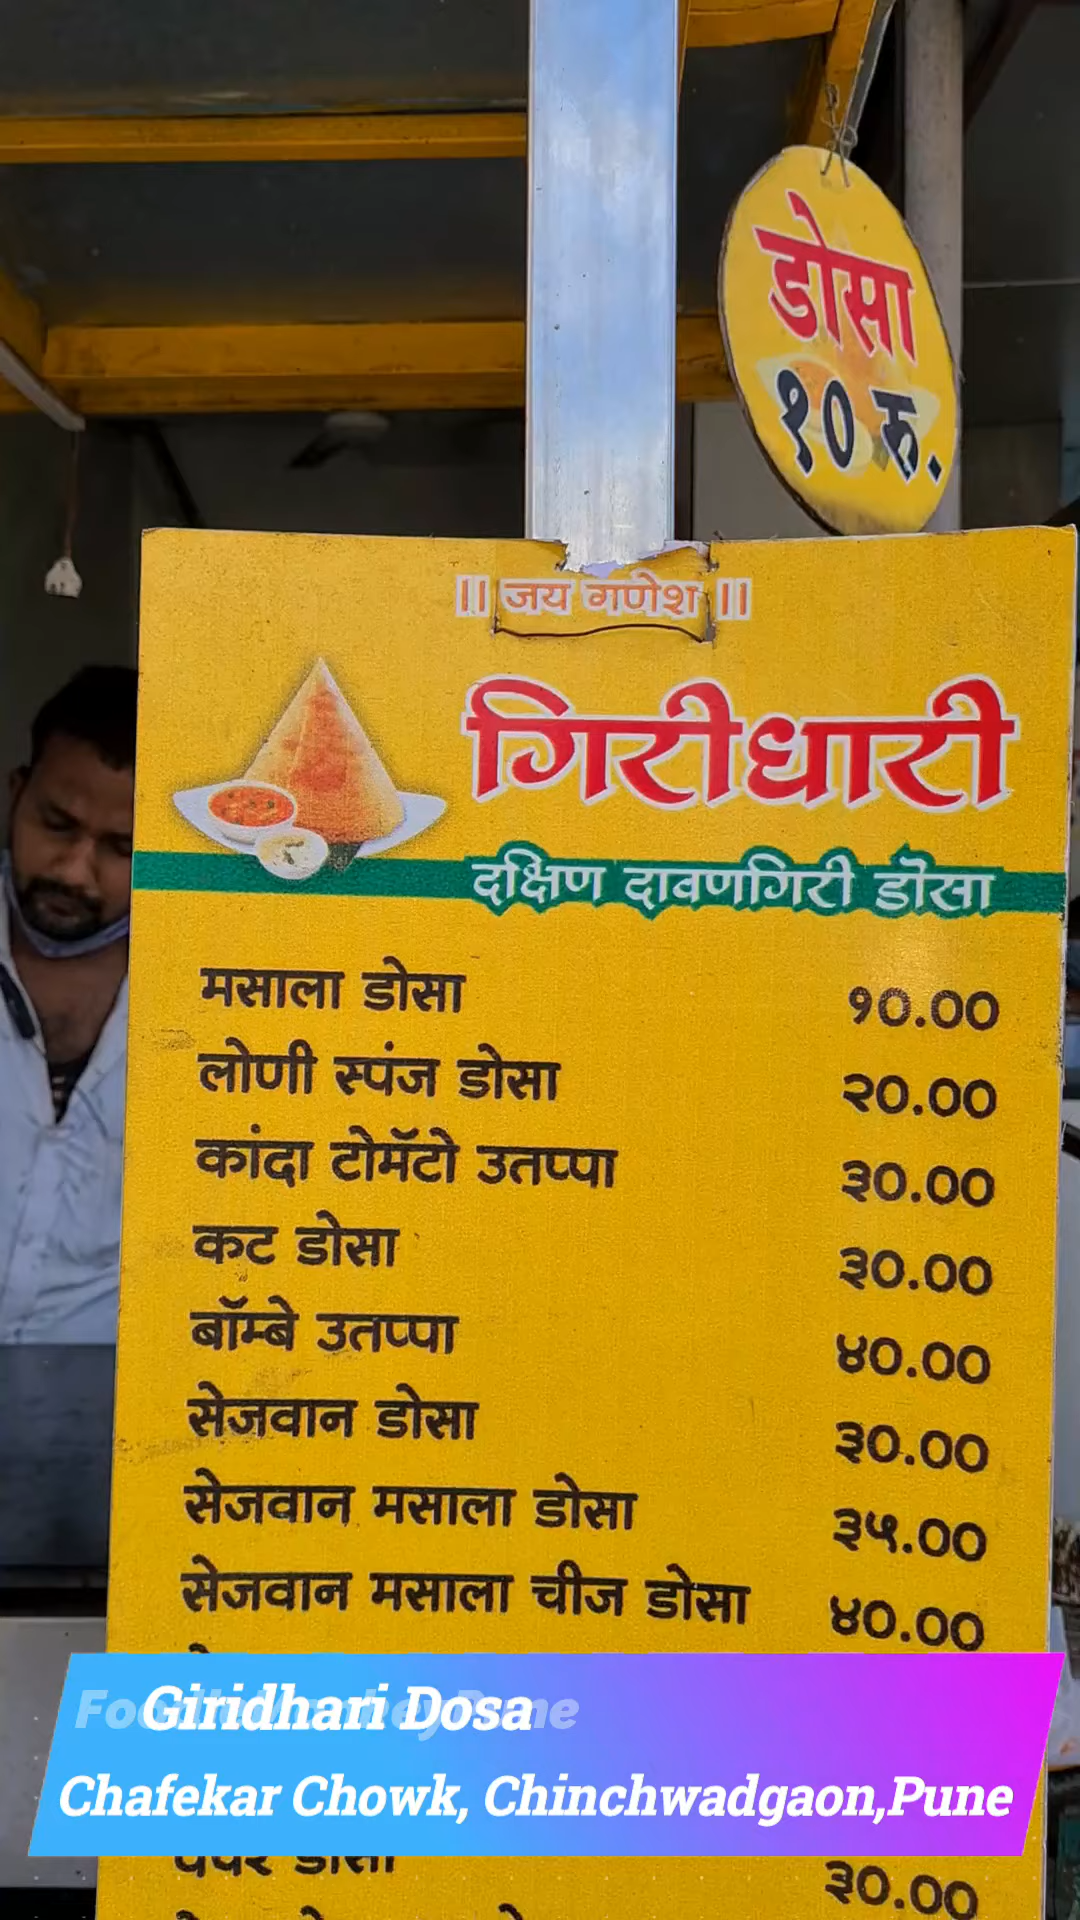 डोसा
१० रु.
|| जय गणेश ||
गिरीधारी
दक्षिण दावणगिरी डोसा
मसाला डोसा १०.००
लोणी स्पंज डोसा २०.००
कांदा टोमॅटो उतप्पा ३०.००
कट डोसा ३०.००
बॉम्बे उतप्पा ४०.००
सेजवान डोसा ३०.००
सेजवान मसाला डोसा ३५.००
सेजवान मसाला चीज डोसा ४०.००
Giridhari Dosa
Chafekar Chowk, Chinchwadgaon,Pune
डोसा ३०.००